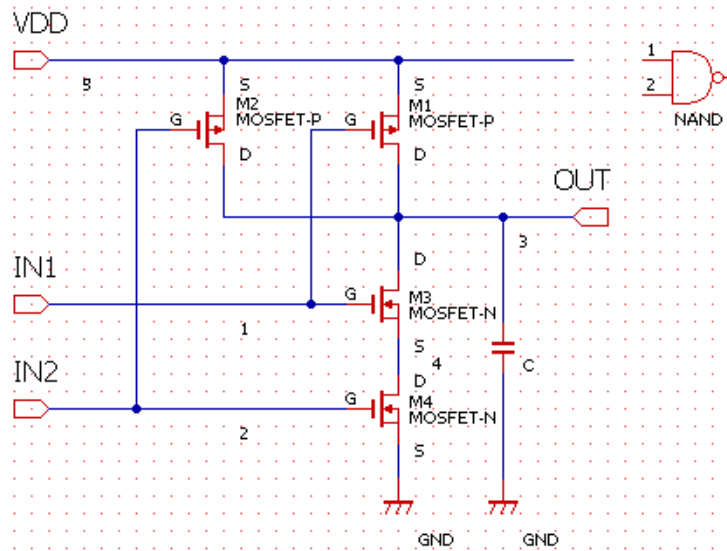 VDD
1
5
S
S
2
M2
M1
G
MOSFET-P
G
MOSFET-P
NAND
D
D
OUT
3
IN1
D
G
M3
MOSFET-N
1
S
4
C
IN2
D
G
M4
MOSFET-N
2
S
GND
GND